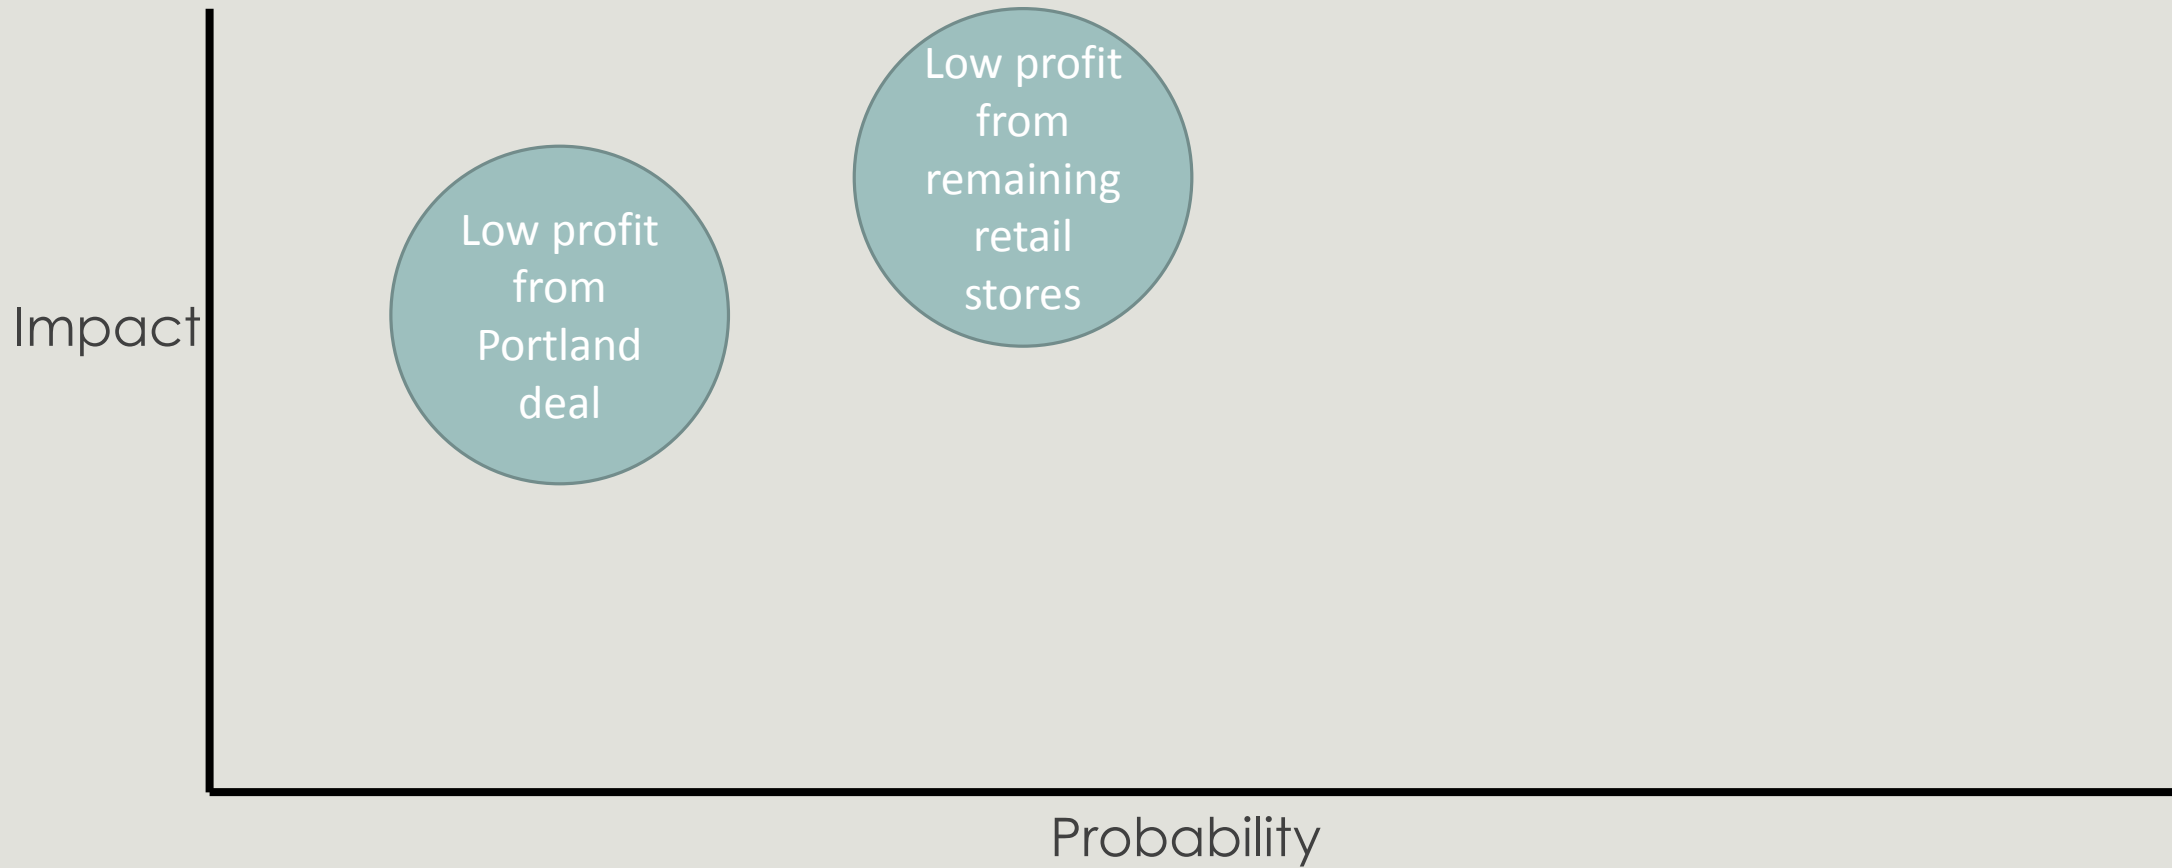 Low profit
from
remaining
retail
stores
Low profit
from
Portland
deal
Impact
Probability